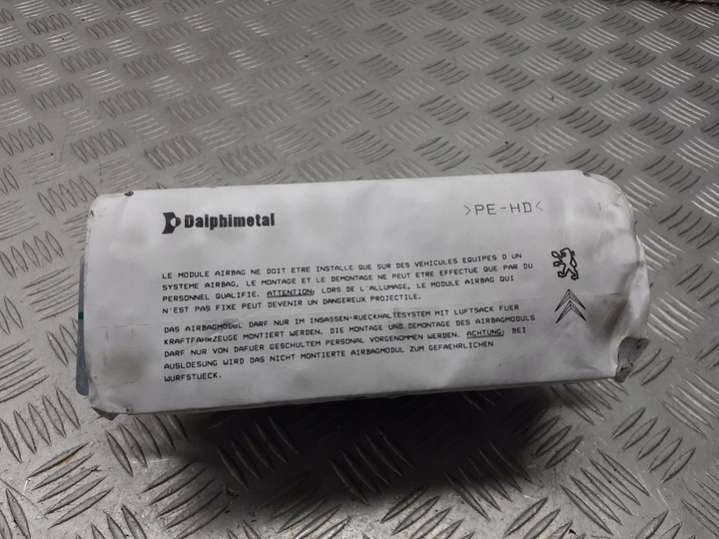 Dalphimetal
>PE-HD<
LE MODULE AIRBAG NE DOIT ETRE INSTALLE QUE SUR DES VEHICULES EQUIPES D UN
SYSTEME AIRBAG, LE MONTAGE ET LE DEMONTAGE NE PEUT ETRE EFFECTUE QUE PAR DU
PERSONNEL QUALIFIE. ATTENTION: LORS DE L'ALLUMAGE, LE MODULE AIRBAG QUI
N'EST PAS FIXE PEUT DEVENIR UN DANGEREUX PROJECTILE.
DAS AIRBAGMODUL DARF NUR IM INSASSEN-RUECKHALTESYSTEM MIT LUFTSACK FUER
KRAFTFAHRZEUGE MONTIERT WERDEN. DIE MONTAGE UND DEMONTAGE DES AIRBAGMODULS
DARF NUR VON DAFUER GESCHULTEM PERSONAL VORGENOMMEN WERDEN. ACHTUNG: BEI
AUSLOESUNG WIRD DAS NICHT MONTIERTE AIRBAGMODUL ZUM GEFAEHRLICHEN
WURFSTUECK.